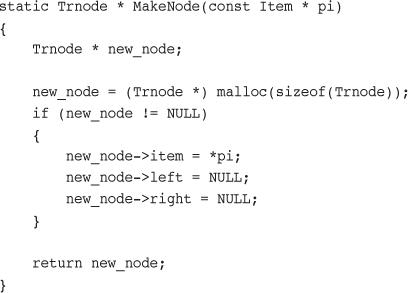 static Trnode * MakeNode(const Item * pi)
{
    Trnode * new_node;

    new_node = (Trnode *) malloc(sizeof(Trnode));
    if (new_node != NULL)
    {
        new_node->item = *pi;
        new_node->left = NULL;
        new_node->right = NULL;
    }

    return new_node;
}